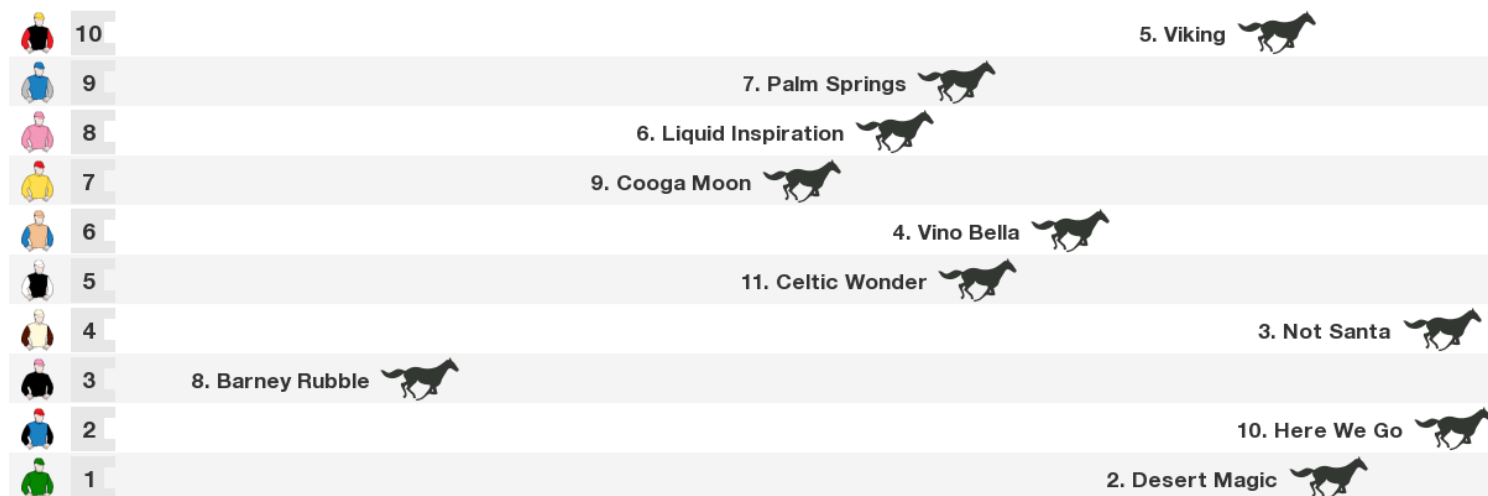 10 5. Viking
9 7. Palm Springs
8 6. Liquid Inspiration
7 9. Cooga Moon
6 4. Vino Bella
5 11. Celtic Wonder
4 3. Not Santa
3 8. Barney Rubble
2 10. Here We Go
1 2. Desert Magic